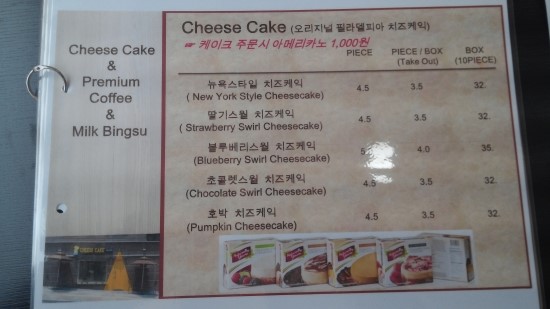 Cheese Cake
&
Premium
Coffee
&
Milk Bingsu
Cheese Cake (오리지널 필라델피아 치즈케익)
☞ 케이크 주문시 아메리카노 1,000원
PIECE PIECE / BOX BOX
(Take Out) (10PIECE)
뉴욕스타일 치즈케익
( New York Style Cheesecake) 4.5 3.5 32.
딸기스월 치즈케익
( Strawberry Swirl Cheesecake) 4.5 3.5 32.
블루베리스월 치즈케익
(Blueberry Swirl Cheesecake) 4.0 35.
초콜렛스월 치즈케익
(Chocolate Swirl Cheesecake) 4.5 3.5 32.
호박 치즈케익
(Pumpkin Cheesecake) 4.5 3.5 32.
CHEESE CAKE